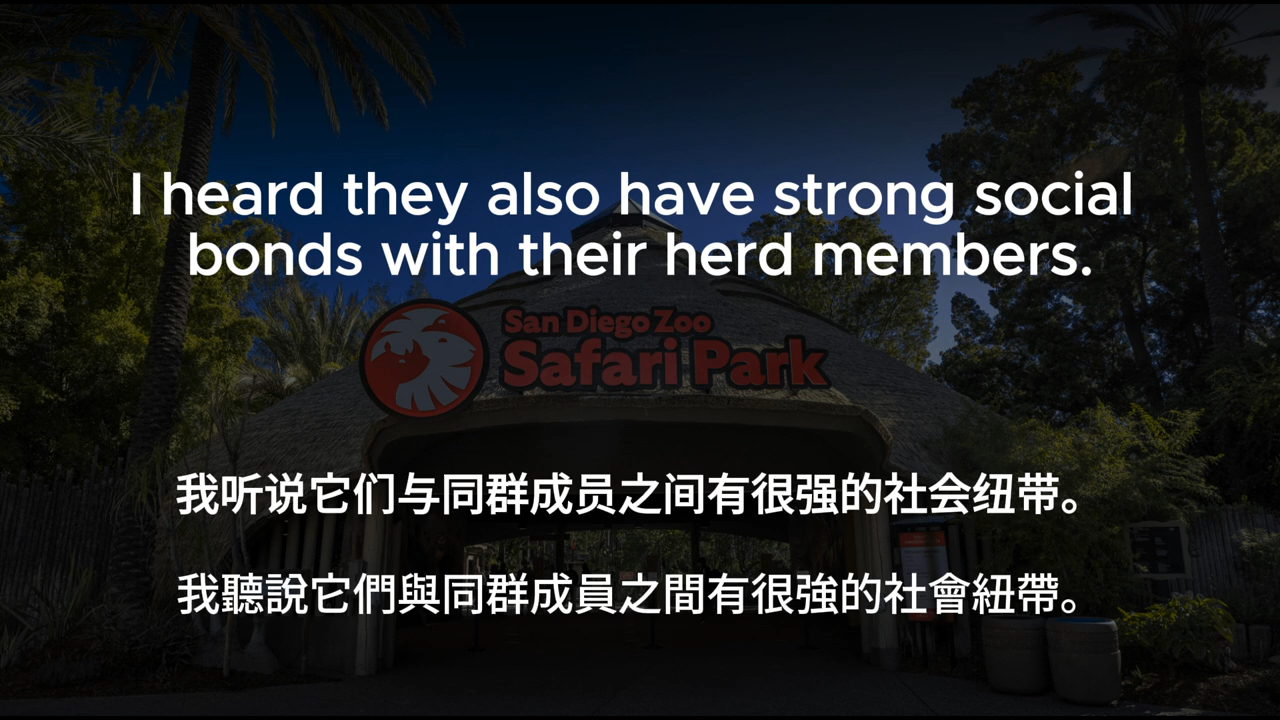 I heard they also have strong social
bonds with their herd members.
San Diego Zoo
Safari Park
我听说它们与同群成员之间有很强的社会纽带。
我聽說它們與同群成員之間有很強的社會紐帶。